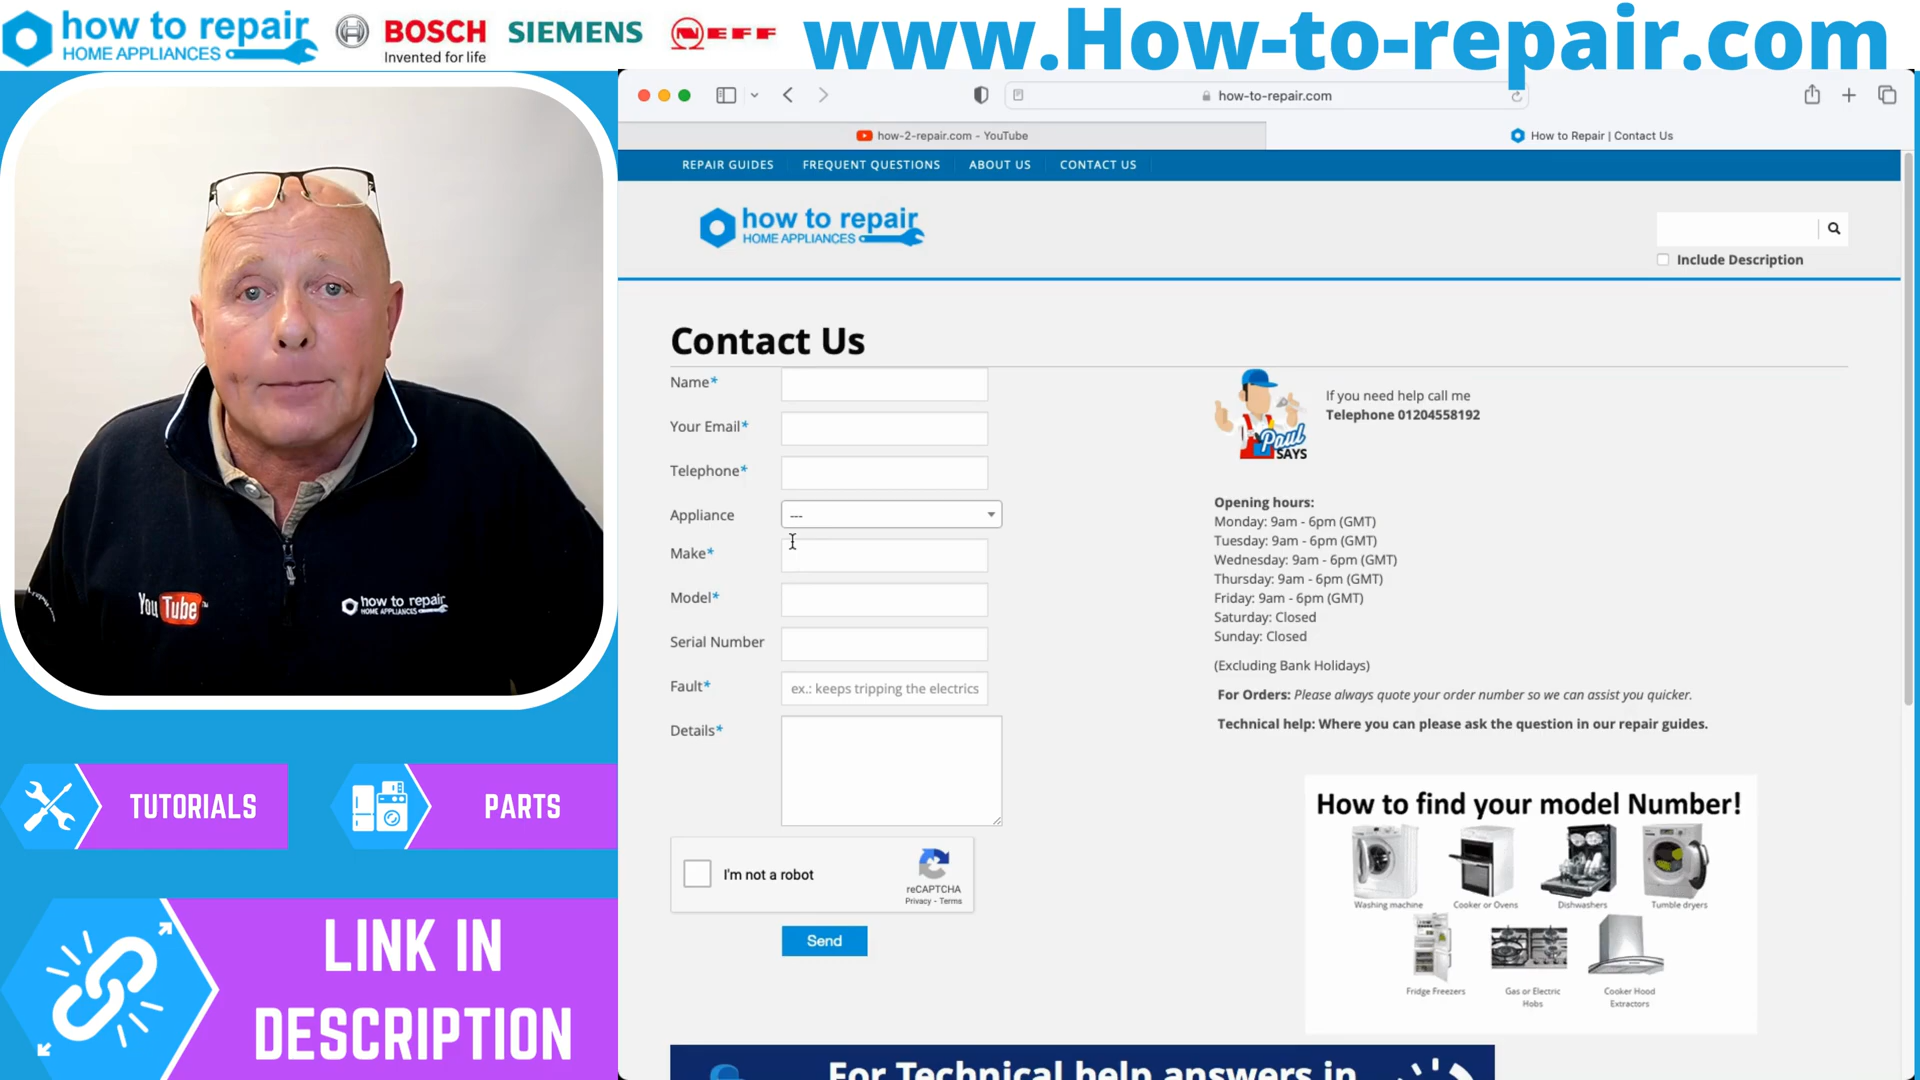 how to repair
HOME APPLIANCES
BOSCH
Invented for life
SIEMENS
NEFF
www.How-to-repair.com
how-to-repair.com
how-2-repair.com - YouTube
How to Repair | Contact Us
REPAIR GUIDES
FREQUENT QUESTIONS
ABOUT US
CONTACT US
how to repair
HOME APPLIANCES
Include Description
Contact Us
Name*
Your Email*
Telephone*
Appliance
---
Make*
Model*
Serial Number
Fault*
ex.: keeps tripping the electrics
Details*
I'm not a robot
reCAPTCHA
Privacy - Terms
Send
Paul
SAYS
If you need help call me
Telephone 01204558192
Opening hours:
Monday: 9am - 6pm (GMT)
Tuesday: 9am - 6pm (GMT)
Wednesday: 9am - 6pm (GMT)
Thursday: 9am - 6pm (GMT)
Friday: 9am - 6pm (GMT)
Saturday: Closed
Sunday: Closed
(Excluding Bank Holidays)
For Orders: Please always quote your order number so we can assist you quicker.
Technical help: Where you can please ask the question in our repair guides.
How to find your model Number!
Washing machine
Cooker or Ovens
Dishwashers
Tumble dryers
Fridge Freezers
Gas or Electric
Hobs
Cooker Hood
Extractors
For Technical help answers in
YouTube
how to repair
HOME APPLIANCES
TUTORIALS
PARTS
LINK IN
DESCRIPTION